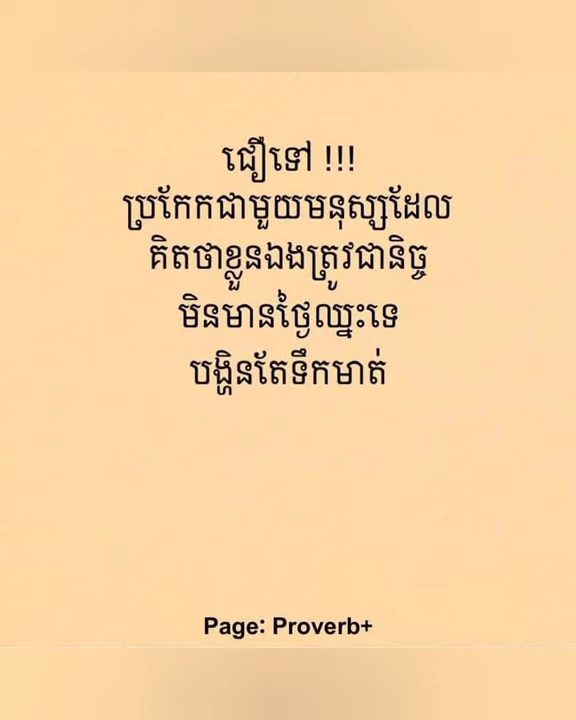 ជឿទៅ !!!
ប្រកែកជាមួយមនុស្សដែល
គិតថាខ្លួនឯងត្រូវជានិច្ច
មិនមានថ្ងៃឈ្នះទេ
បង្ហិនតែទឹកមាត់
Page: Proverb+